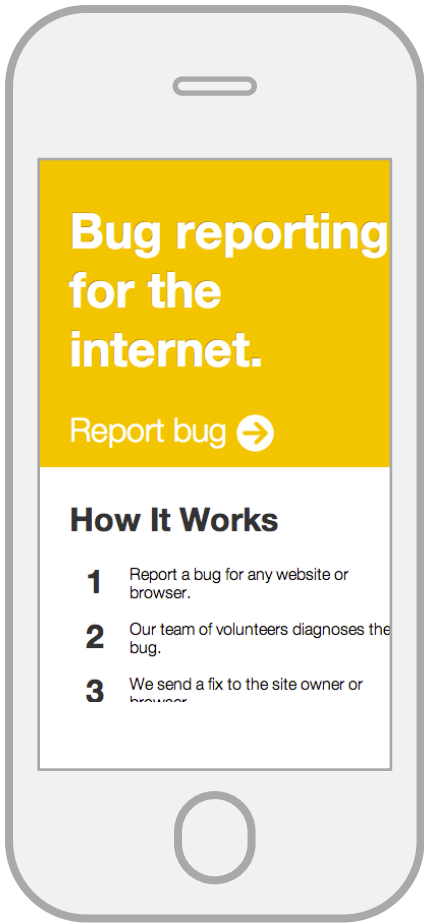 Bug reporting
for the
internet.
Report bug
How It Works
1 Report a bug for any website or
browser.
2 Our team of volunteers diagnoses the
bug.
3 We send a fix to the site owner or
browser